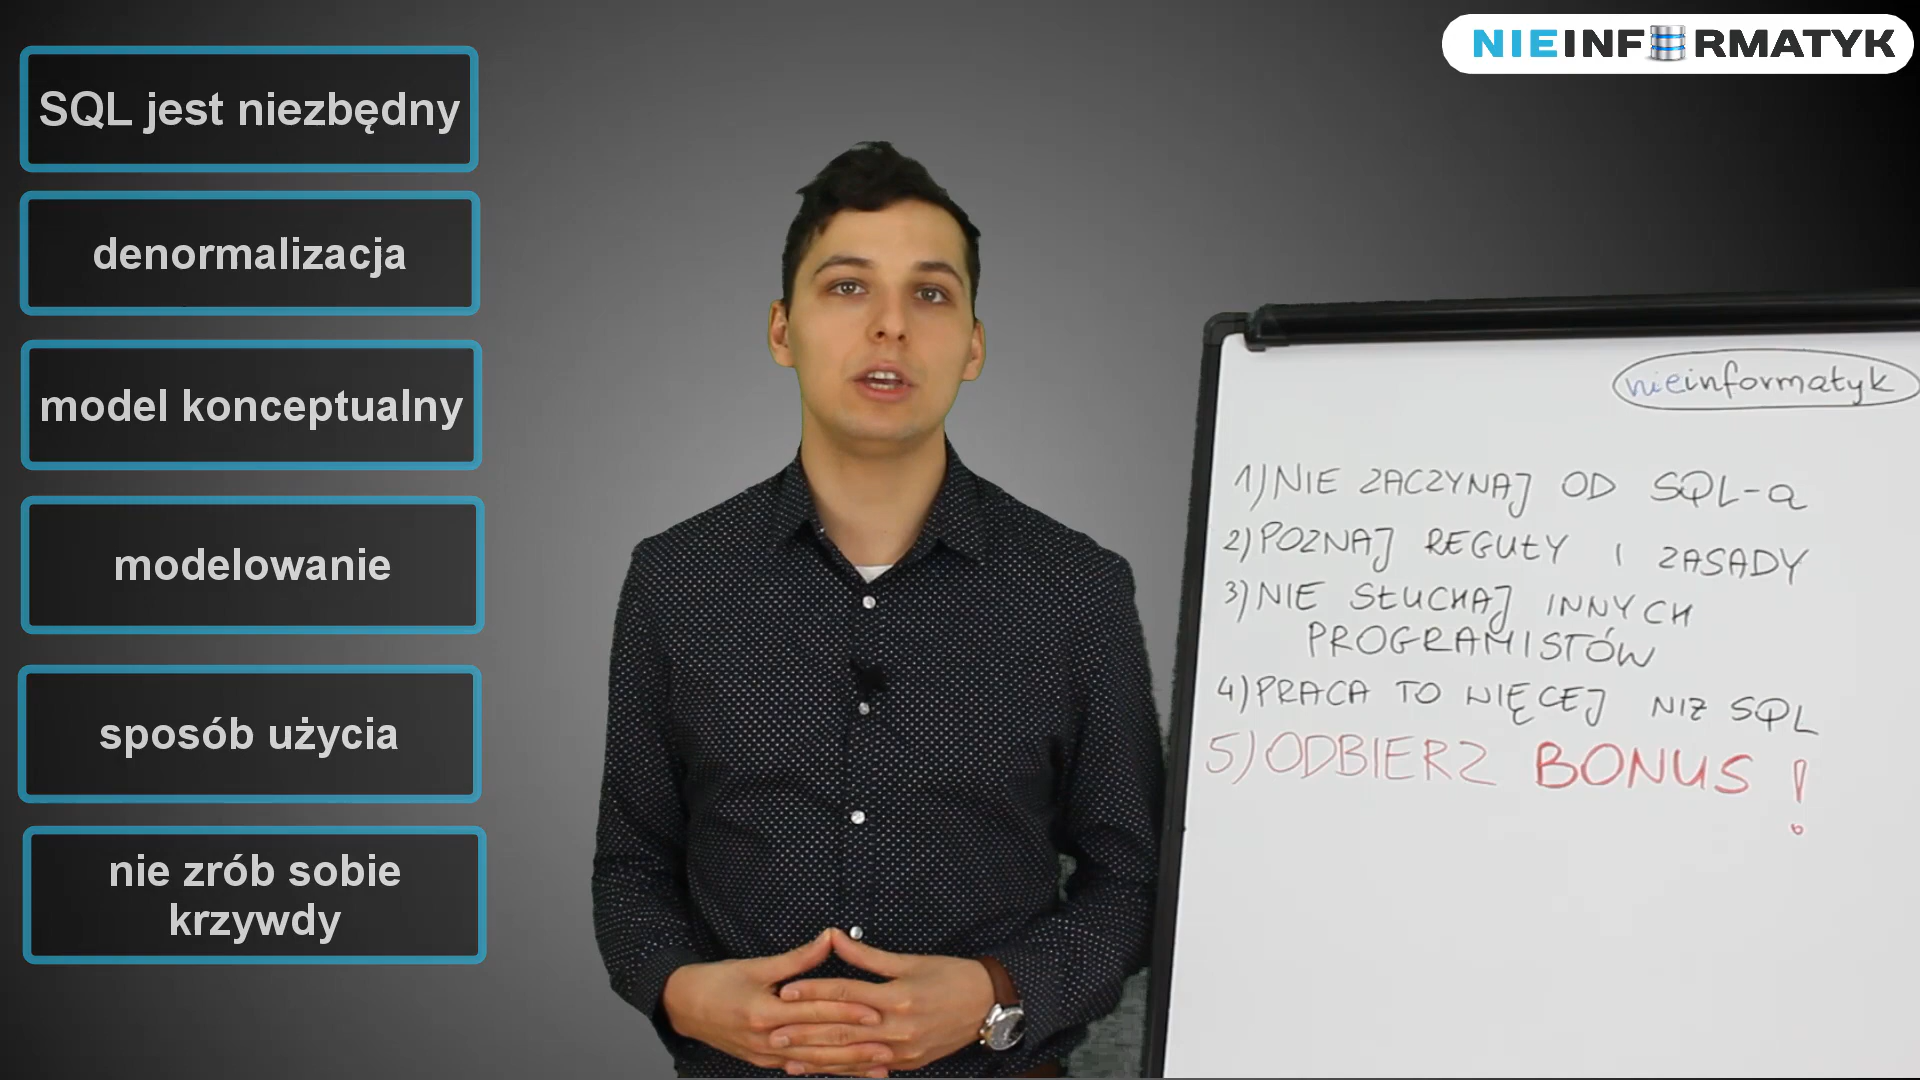 SQL jest niezbędny
denormalizacja
model konceptualny
modelowanie
sposób użycia
nie zrób sobie
krzywdy
NIEINFORMATYK
nieinformatyk
1) NIE ZACZYNAJ OD SQL-a
2) POZNAJ REGUŁY I ZASADY
3) NIE SŁUCHAJ INNYCH
PROGRAMISTÓW
4) PRACA TO WIĘCEJ NIŻ SQL
5) ODBIERZ BONUS!